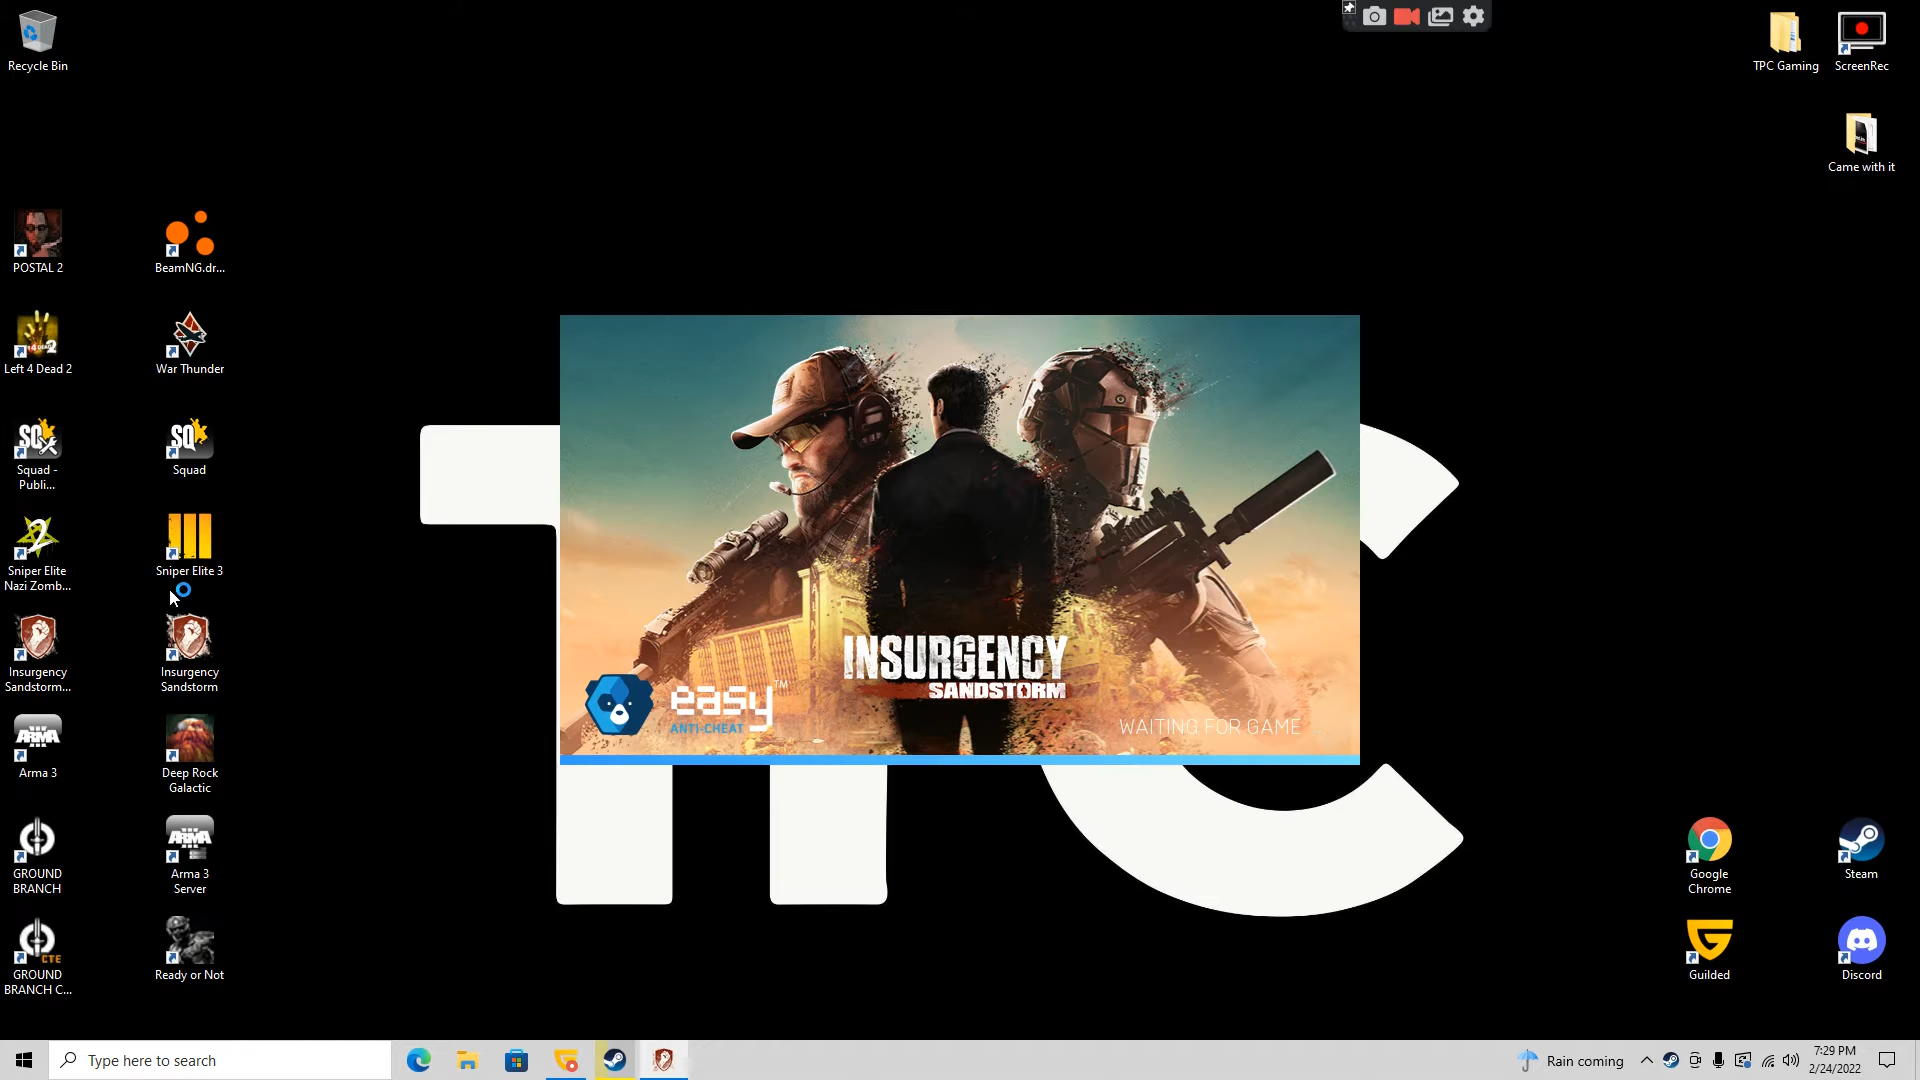 Recycle Bin
TPC Gaming
ScreenRec
Came with it
POSTAL 2
BeamNG.dr...
Left 4 Dead 2
War Thunder
Squad -
Publi...
Squad
Sniper Elite
Nazi Zomb...
Sniper Elite 3
Insurgency
Sandstorm...
Insurgency
Sandstorm
Arma 3
Deep Rock
Galactic
GROUND
BRANCH
Arma 3
Server
GROUND
BRANCH C...
Ready or Not
INSURGENCY
SANDSTORM
easy™
ANTI-CHEAT
WAITING FOR GAME
Google
Chrome
Steam
Guilded
Discord
Type here to search
Rain coming
7:29 PM
2/24/2022